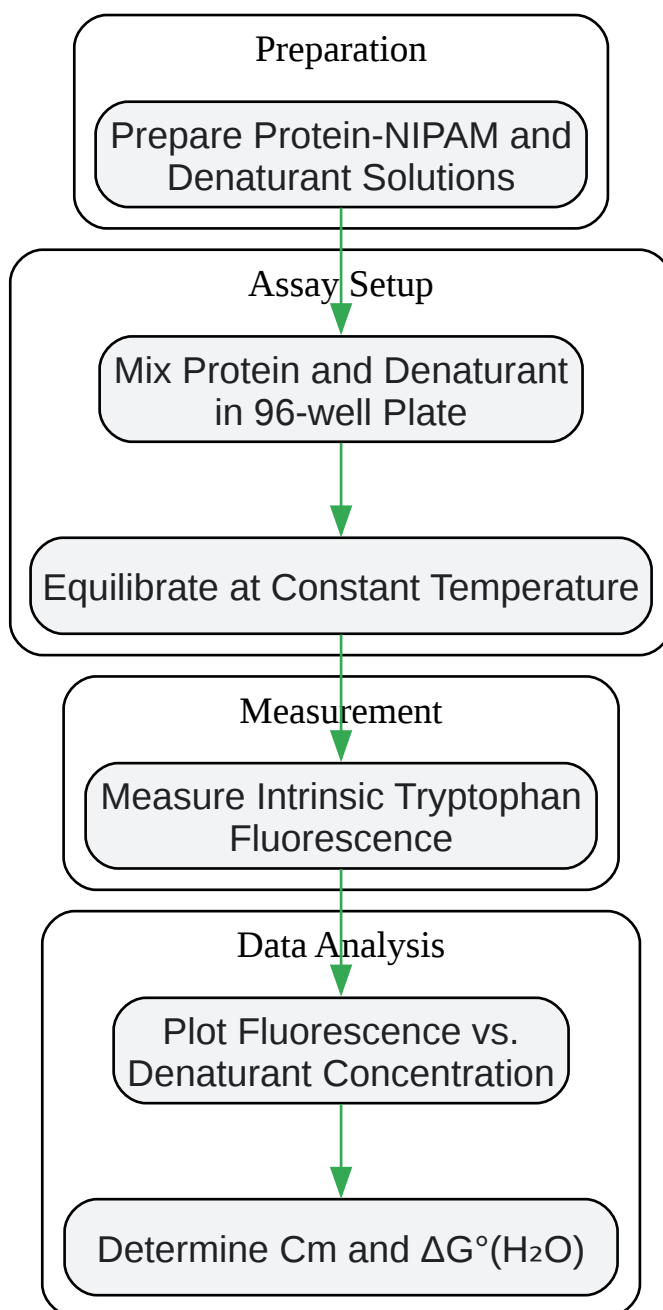 Preparation
Prepare Protein-NIPAM and
Denaturant Solutions
Assay Setup
Mix Protein and Denaturant
in 96-well Plate
Equilibrate at Constant Temperature
Measurement
Measure Intrinsic Tryptophan
Fluorescence
Data Analysis
Plot Fluorescence vs.
Denaturant Concentration
Determine Cm and ΔG°(H₂O)